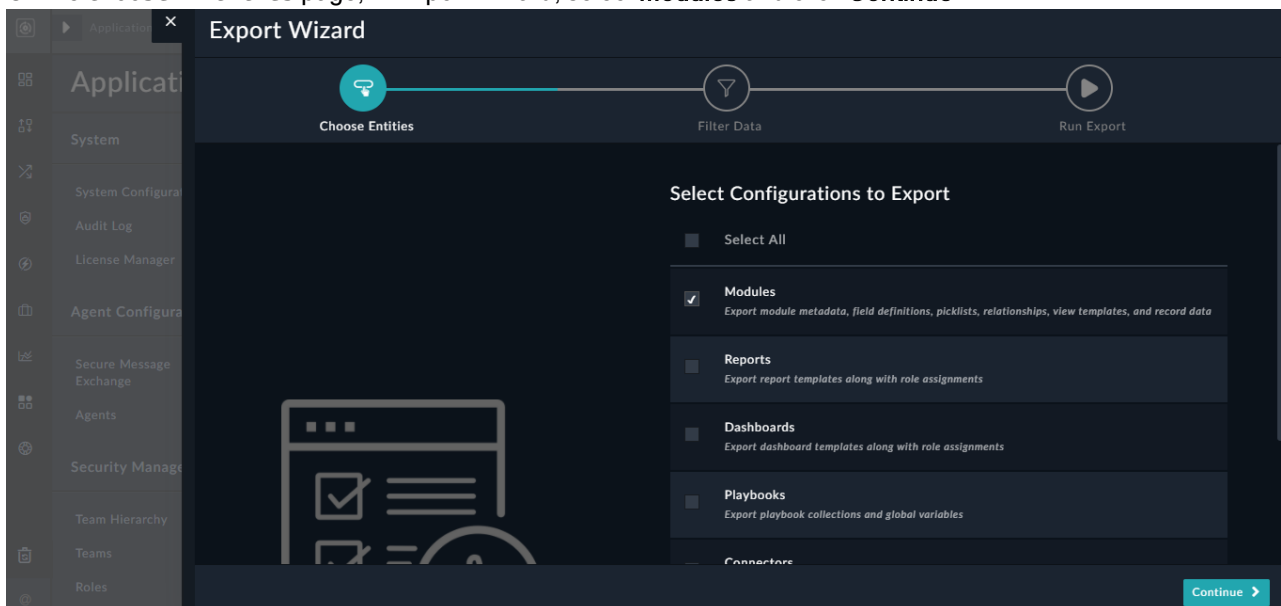 Export Wizard
Application
Applicati
Choose Entities
Filter Data
Run Export
System
System Configurat
Audit Log
License Manager
Agent Configura
Secure Message
Exchange
Agents
Security Manage
Team Hierarchy
Teams
Roles
Select Configurations to Export
Select All
Modules
Export module metadata, field definitions, picklists, relationships, view templates, and record data
Reports
Export report templates along with role assignments
Dashboards
Export dashboard templates along with role assignments
Playbooks
Export playbook collections and global variables
Connectors
Continue